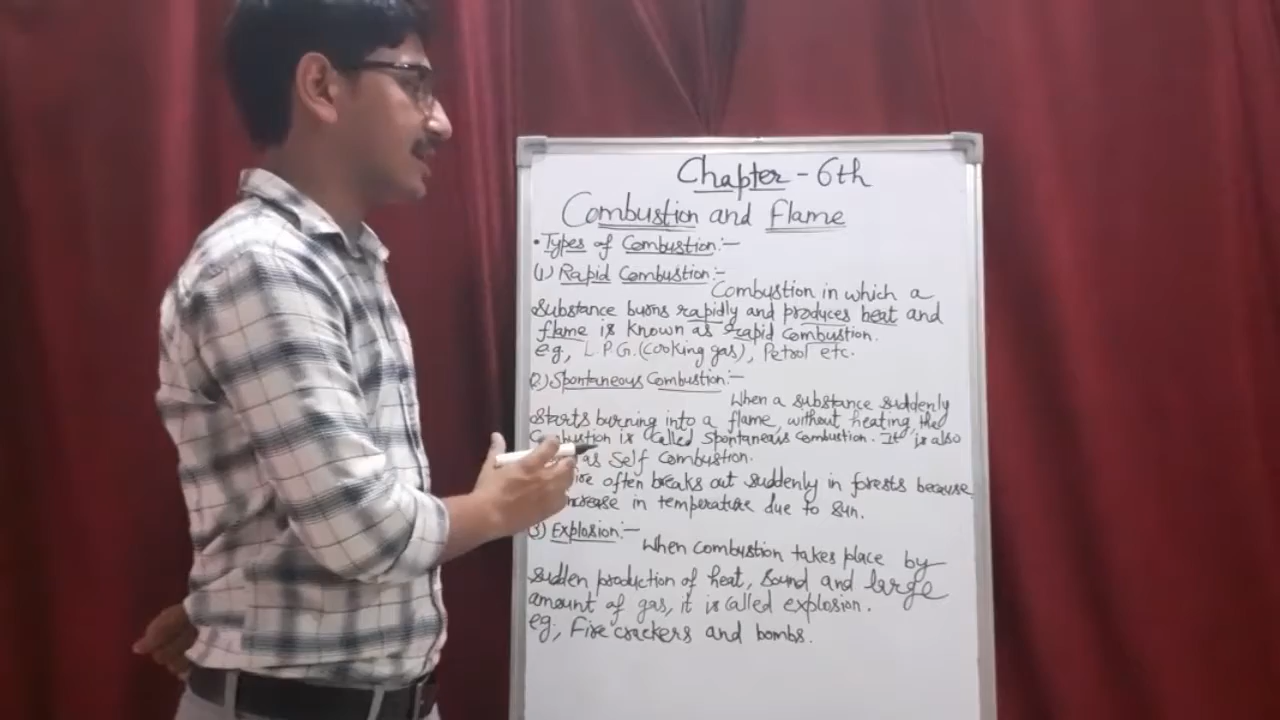 Chapter - 6th
Combustion and flame
• Types of Combustion:-
(1) Rapid Combustion:-
Combustion in which a
Substance burns rapidly and produces heat and
flame is known as rapid Combustion.
e.g, L.P.G.(cooking gas), Petrol etc.
(2) Spontaneous Combustion:-
When a substance suddenly
starts burning into a flame, without heating, the
Combustion is called spontaneous combustion. It is also
as Self Combustion.
often breaks out suddenly in forests because
increase in temperature due to sun.
(3) Explosion:-
When combustion takes place by
sudden production of heat, sound and large
amount of gas, it is called explosion.
eg, Fire crackers and bombs.